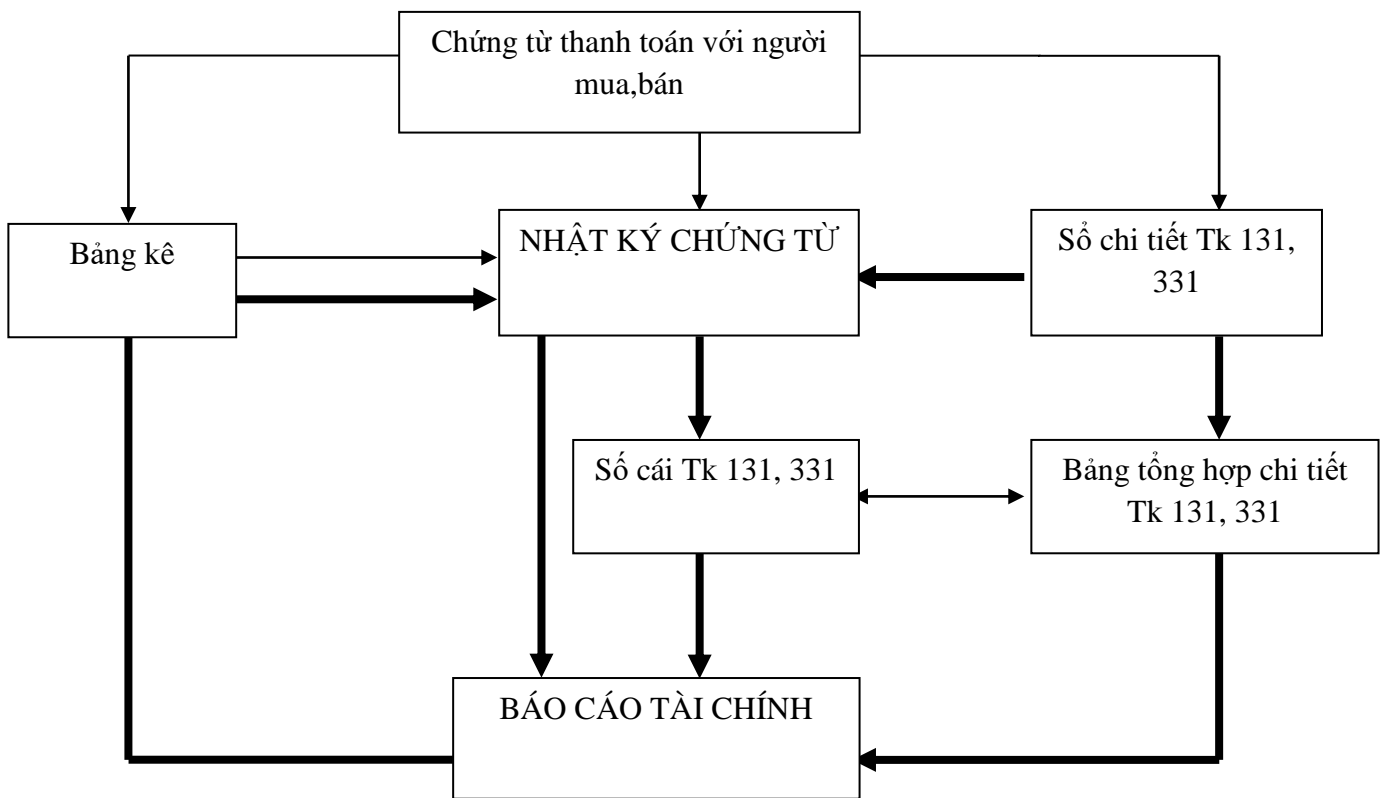 Chứng từ thanh toán với người
mua,bán
Bảng kê
NHẬT KÝ CHỨNG TỪ
Sổ chi tiết Tk 131,
331
Số cái Tk 131, 331
Bảng tổng hợp chi tiết
Tk 131, 331
BÁO CÁO TÀI CHÍNH